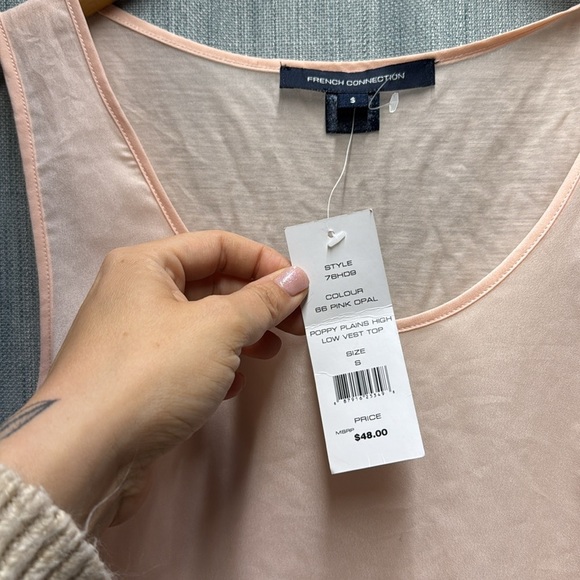 FRENCH CONNECTION
S
STYLE
76HD9
COLOUR
66 PINK OPAL
POPPY PLAINS HIGH
LOW VEST TOP
SIZE
S
PRICE
MSRP $48.00